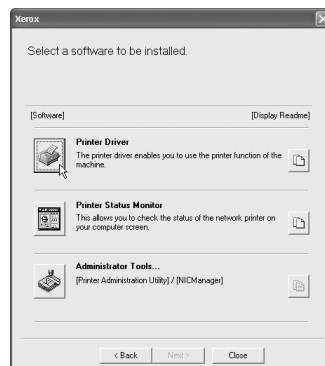 Xerox
Select a software to be installed.
[Software] [Display Readme]
Printer Driver
The printer driver enables you to use the printer function of the
machine.
Printer Status Monitor
This allows you to check the status of the network printer on
your computer screen.
Administrator Tools...
[Printer Administration Utility] / [NICManager]
< Back Next > Close